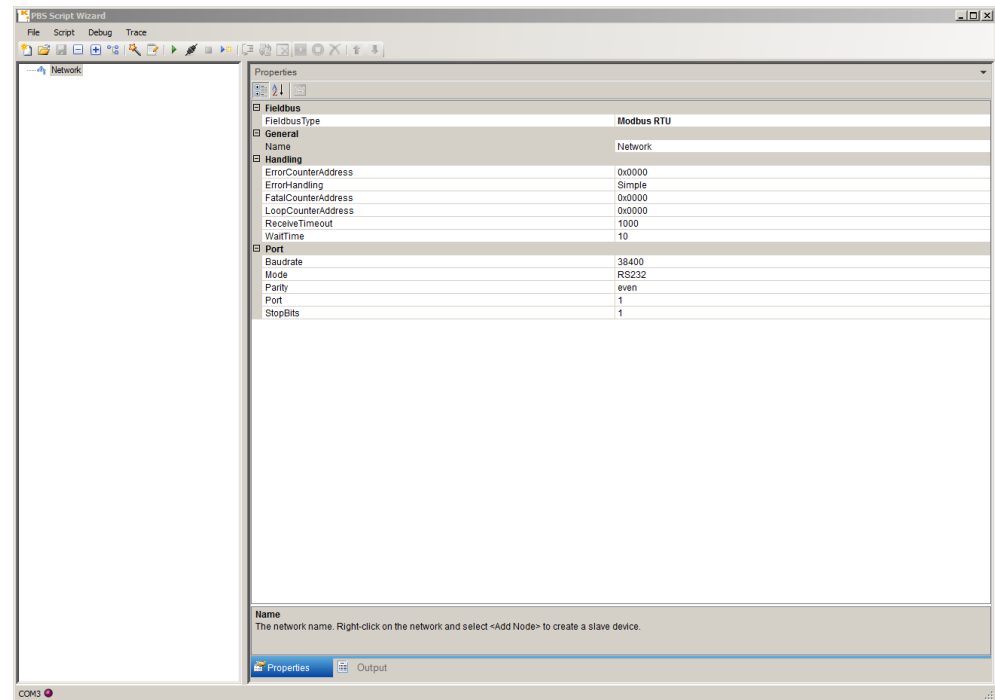 PBS Script Wizard
File Script Debug Trace
Network
Properties
Fieldbus
FieldbusType Modbus RTU
General
Name Network
Handling
ErrorCounterAddress 0x0000
ErrorHandling Simple
FatalCounterAddress 0x0000
LoopCounterAddress 0x0000
ReceiveTimeout 1000
WaitTime 10
Port
Baudrate 38400
Mode RS232
Parity even
Port 1
StopBits 1
Name
The network name. Right-click on the network and select <Add Node> to create a slave device.
Properties Output
COM3